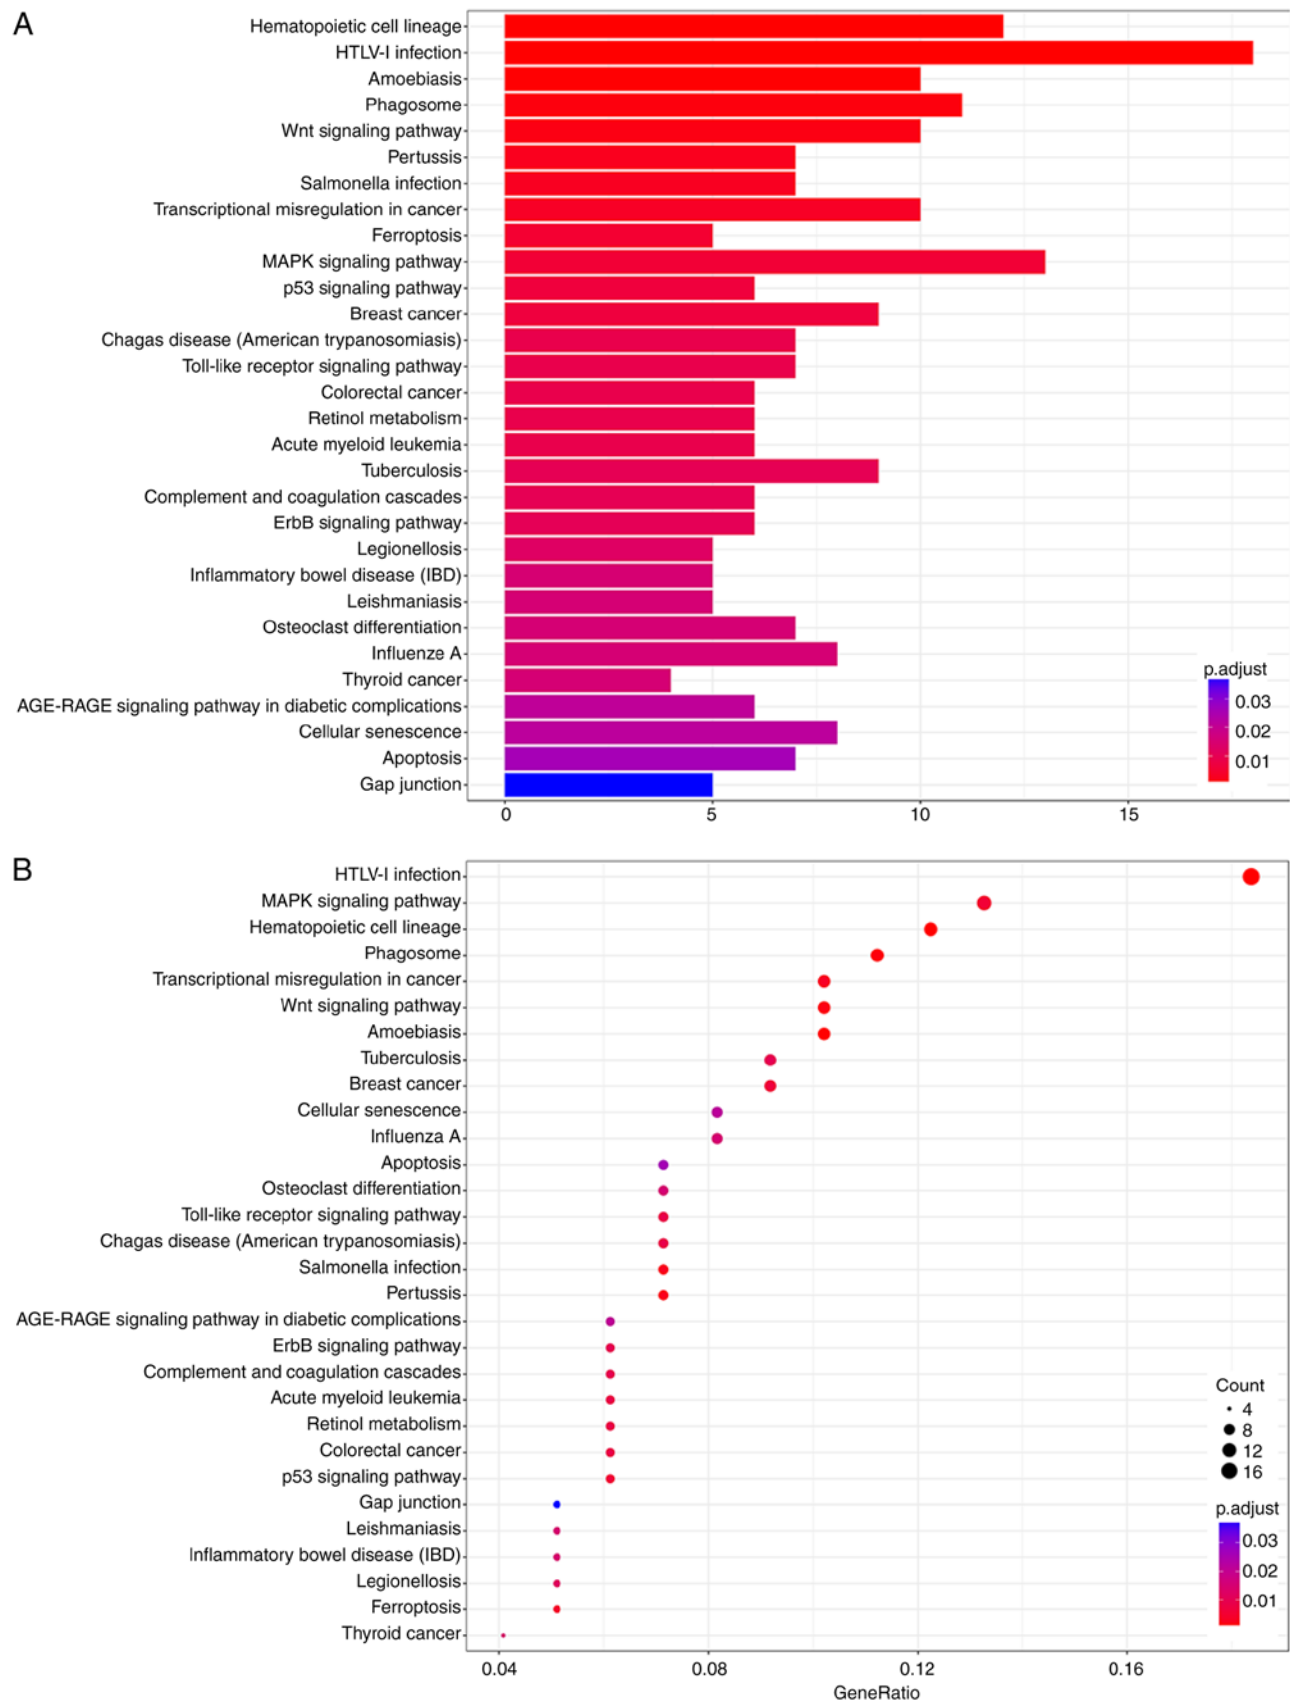 A
Hematopoietic cell lineage
HTLV-I infection
Amoebiasis
Phagosome
Wnt signaling pathway
Pertussis
Salmonella infection
Transcriptional misregulation in cancer
Ferroptosis
MAPK signaling pathway
p53 signaling pathway
Breast cancer
Chagas disease (American trypanosomiasis)
Toll-like receptor signaling pathway
Colorectal cancer
Retinol metabolism
Acute myeloid leukemia
Tuberculosis
Complement and coagulation cascades
ErbB signaling pathway
Legionellosis
Inflammatory bowel disease (IBD)
Leishmaniasis
Osteoclast differentiation
Influenze A
Thyroid cancer
AGE-RAGE signaling pathway in diabetic complications
Cellular senescence
Apoptosis
Gap junction
p.adjust
0.03
0.02
0.01
0 5 10 15
B
HTLV-I infection
MAPK signaling pathway
Hematopoietic cell lineage
Phagosome
Transcriptional misregulation in cancer
Wnt signaling pathway
Amoebiasis
Tuberculosis
Breast cancer
Cellular senescence
Influenza A
Apoptosis
Osteoclast differentiation
Toll-like receptor signaling pathway
Chagas disease (American trypanosomiasis)
Salmonella infection
Pertussis
AGE-RAGE signaling pathway in diabetic complications
ErbB signaling pathway
Complement and coagulation cascades
Acute myeloid leukemia
Retinol metabolism
Colorectal cancer
p53 signaling pathway
Gap junction
Leishmaniasis
Inflammatory bowel disease (IBD)
Legionellosis
Ferroptosis
Thyroid cancer
Count
4
8
12
16
p.adjust
0.03
0.02
0.01
0.04 0.08 0.12 0.16
GeneRatio